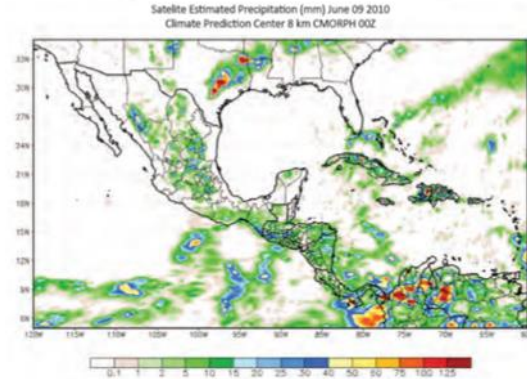 Satelite Estimated Precipitation (mm) June 09 2010
Climate Prediction Center 8 km CMORPH 00Z
33N
30N
27N
24N
21N
18N
15N
12N
9N
6N
120W 115W 110W 105W 100W 95W 90W 85W 80W 75W 70W 65W 60W
0.1 1 2 5 10 15 20 25 30 40 50 60 75 100 125